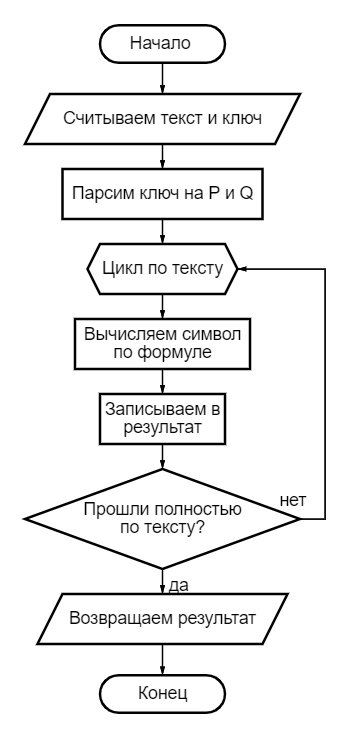 Начало
Считываем текст и ключ
Парсим ключ на P и Q
Цикл по тексту
Вычисляем символ
по формуле
Записываем в
результат
Прошли полностью
по тексту?
нет
да
Возвращаем результат
Конец